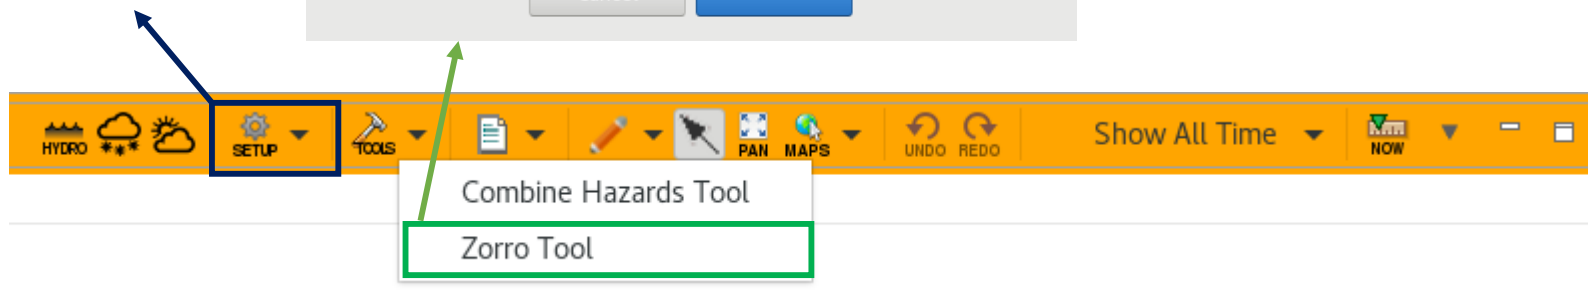 HYDRO SETUP TOOLS PAN MAPS UNDO REDO Show All Time NOW
Combine Hazards Tool
Zorro Tool